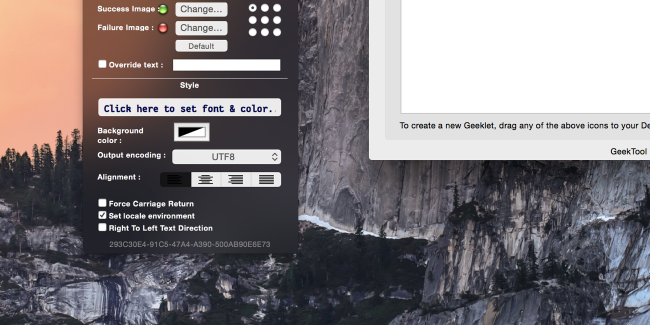 Success Image :
Change...
Failure Image :
Change...
Default
Override text :
Style
Click here to set font & color.
Background
color :
Output encoding :
UTF8
Alignment :
Force Carriage Return
Set locale environment
Right To Left Text Direction
293C30E4-91C5-47A4-A390-500AB90E6E73
To create a new Geeklet, drag any of the above icons to your De
GeekTool